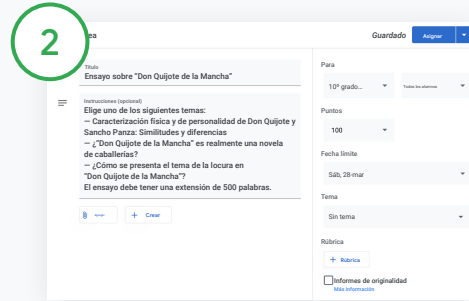 2
ea
Guardado
Asignar
Título
Ensayo sobre "Don Quijote de la Mancha"
Instrucciones (opcional)
Elige uno de los siguientes temas:
— Caracterización física y de personalidad de Don Quijote y
Sancho Panza: Similitudes y diferencias
— ¿"Don Quijote de la Mancha" es realmente una novela
de caballerías?
— ¿Cómo se presenta el tema de la locura en
"Don Quijote de la Mancha"?
El ensayo debe tener una extensión de 500 palabras.
+ Crear
Para
10º grado...
Todos los alumnos
Puntos
100
Fecha límite
Sáb, 28-mar
Tema
Sin tema
Rúbrica
+ Rúbrica
Informes de originalidad
Más información